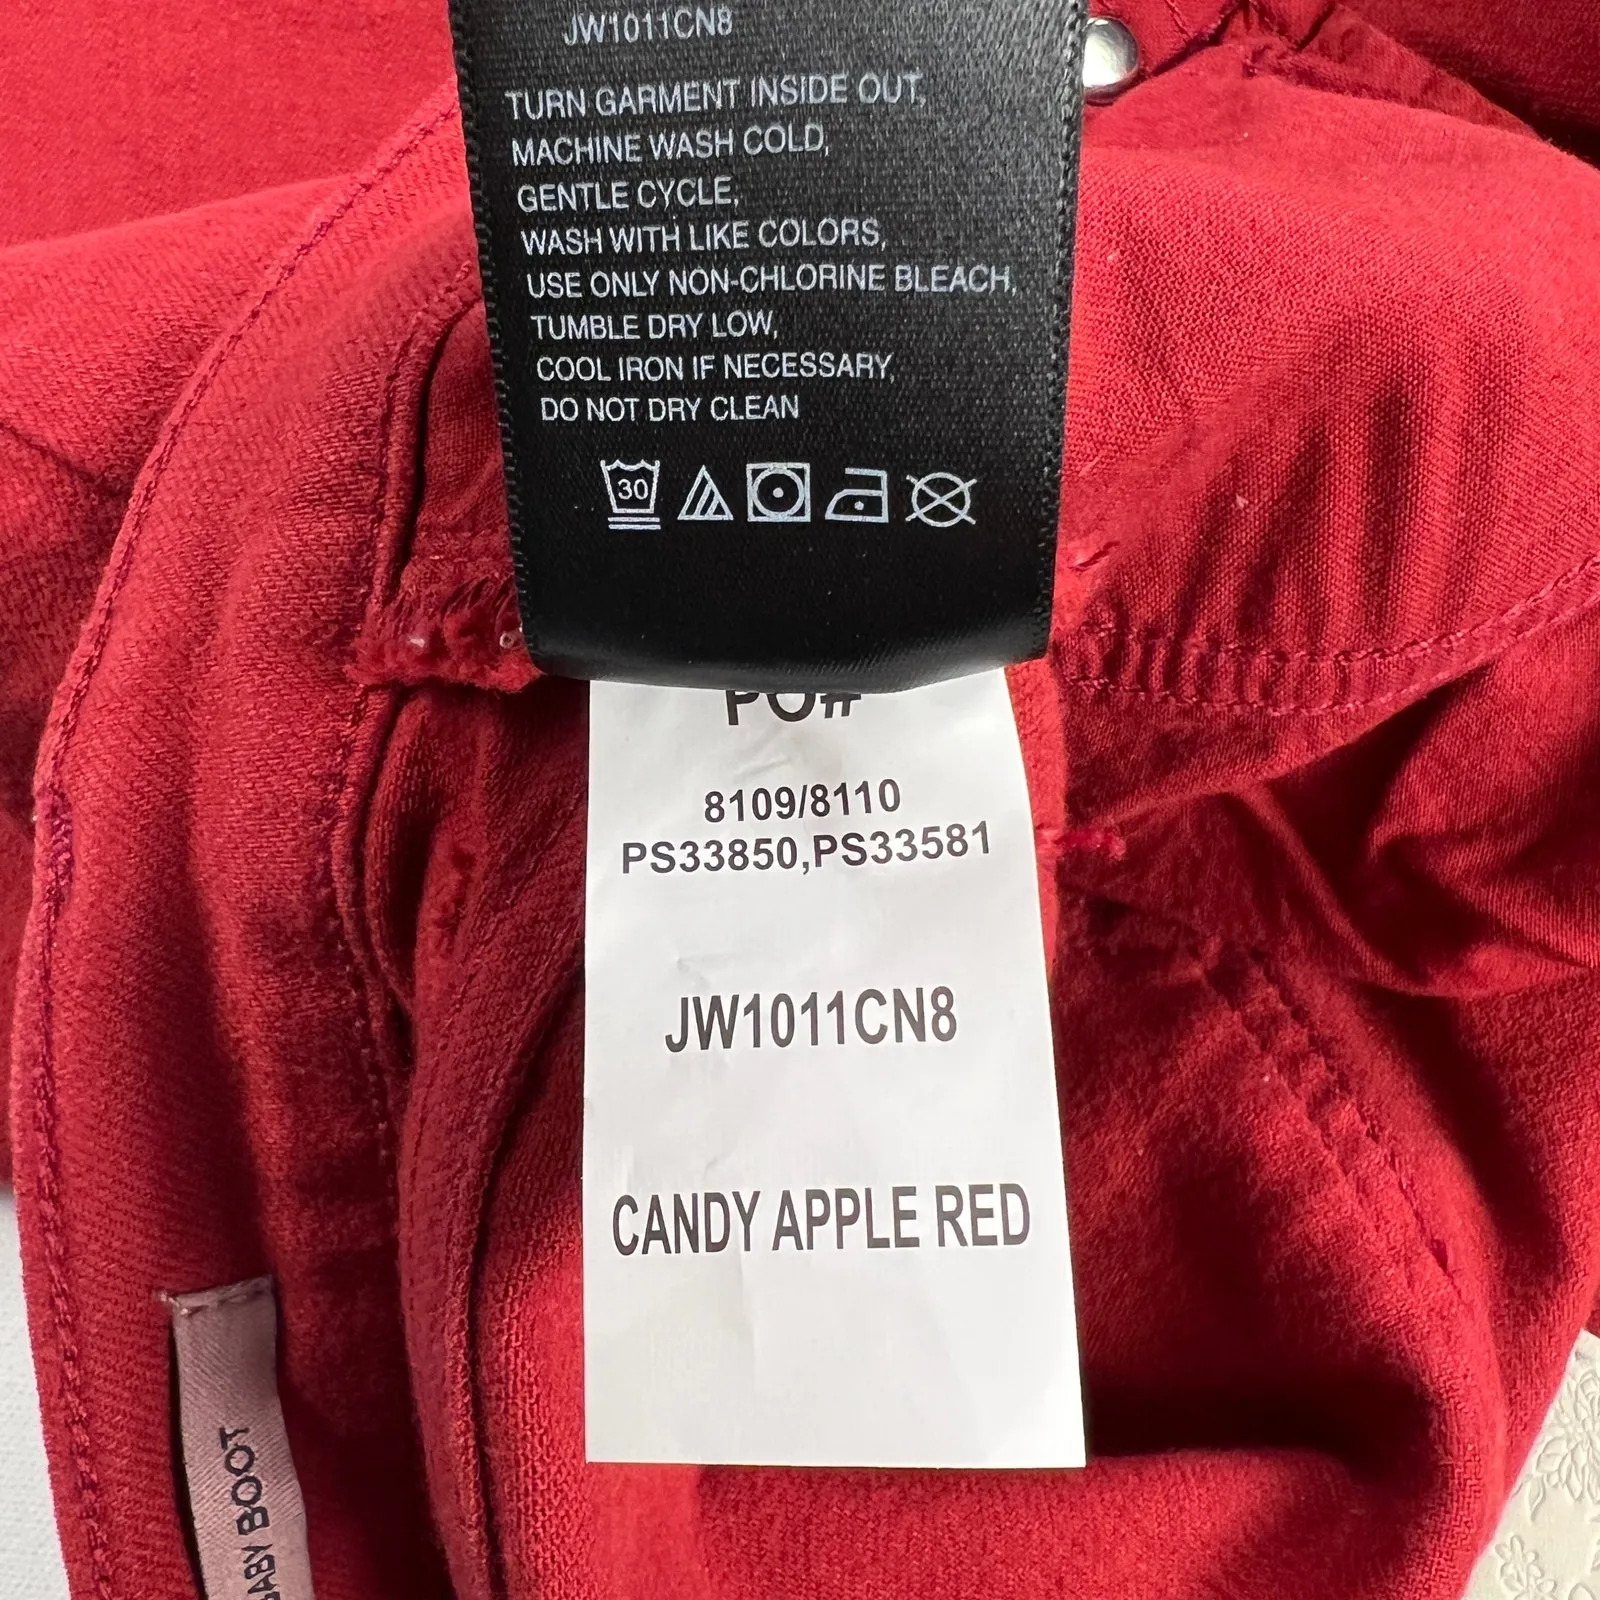 JW1011CN8
TURN GARMENT INSIDE OUT,
MACHINE WASH COLD,
GENTLE CYCLE,
WASH WITH LIKE COLORS,
USE ONLY NON-CHLORINE BLEACH,
TUMBLE DRY LOW,
COOL IRON IF NECESSARY,
DO NOT DRY CLEAN
30
PO#
8109/8110
PS33850,PS33581
JW1011CN8
CANDY APPLE RED
BABY BOOT